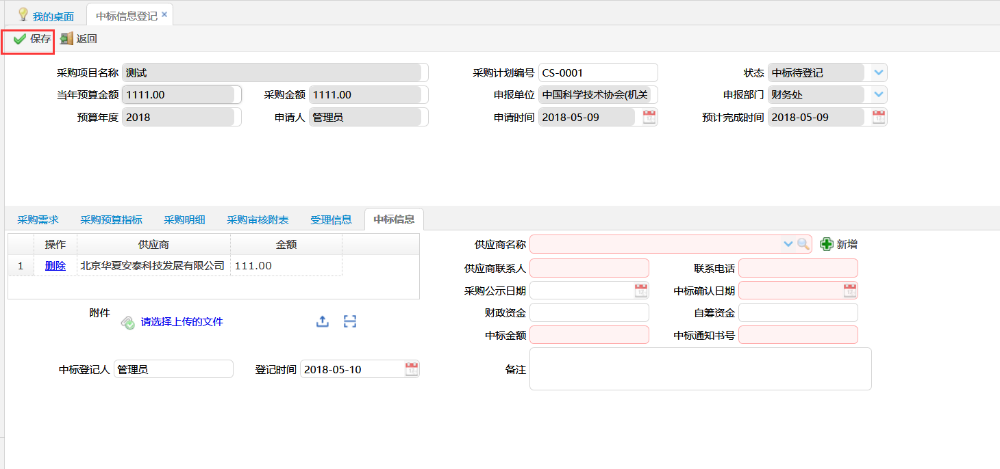 我的桌面 中标信息登记 ×
保存 返回
采购项目名称 测试 采购计划编号 CS-0001 状态 中标待登记
当年预算金额 1111.00 采购金额 1111.00 申报单位 中国科学技术协会(机关 申报部门 财务处
预算年度 2018 申请人 管理员 申请时间 2018-05-09 预计完成时间 2018-05-09
采购需求 采购预算指标 采购明细 采购审核附表 受理信息 中标信息
操作 供应商 金额
1 删除 北京华夏安泰科技发展有限公司 111.00
附件 请选择上传的文件
中标登记人 管理员 登记时间 2018-05-10
供应商名称 新增
供应商联系人 联系电话
采购公示日期 中标确认日期
财政资金 自筹资金
中标金额 中标通知书号
备注